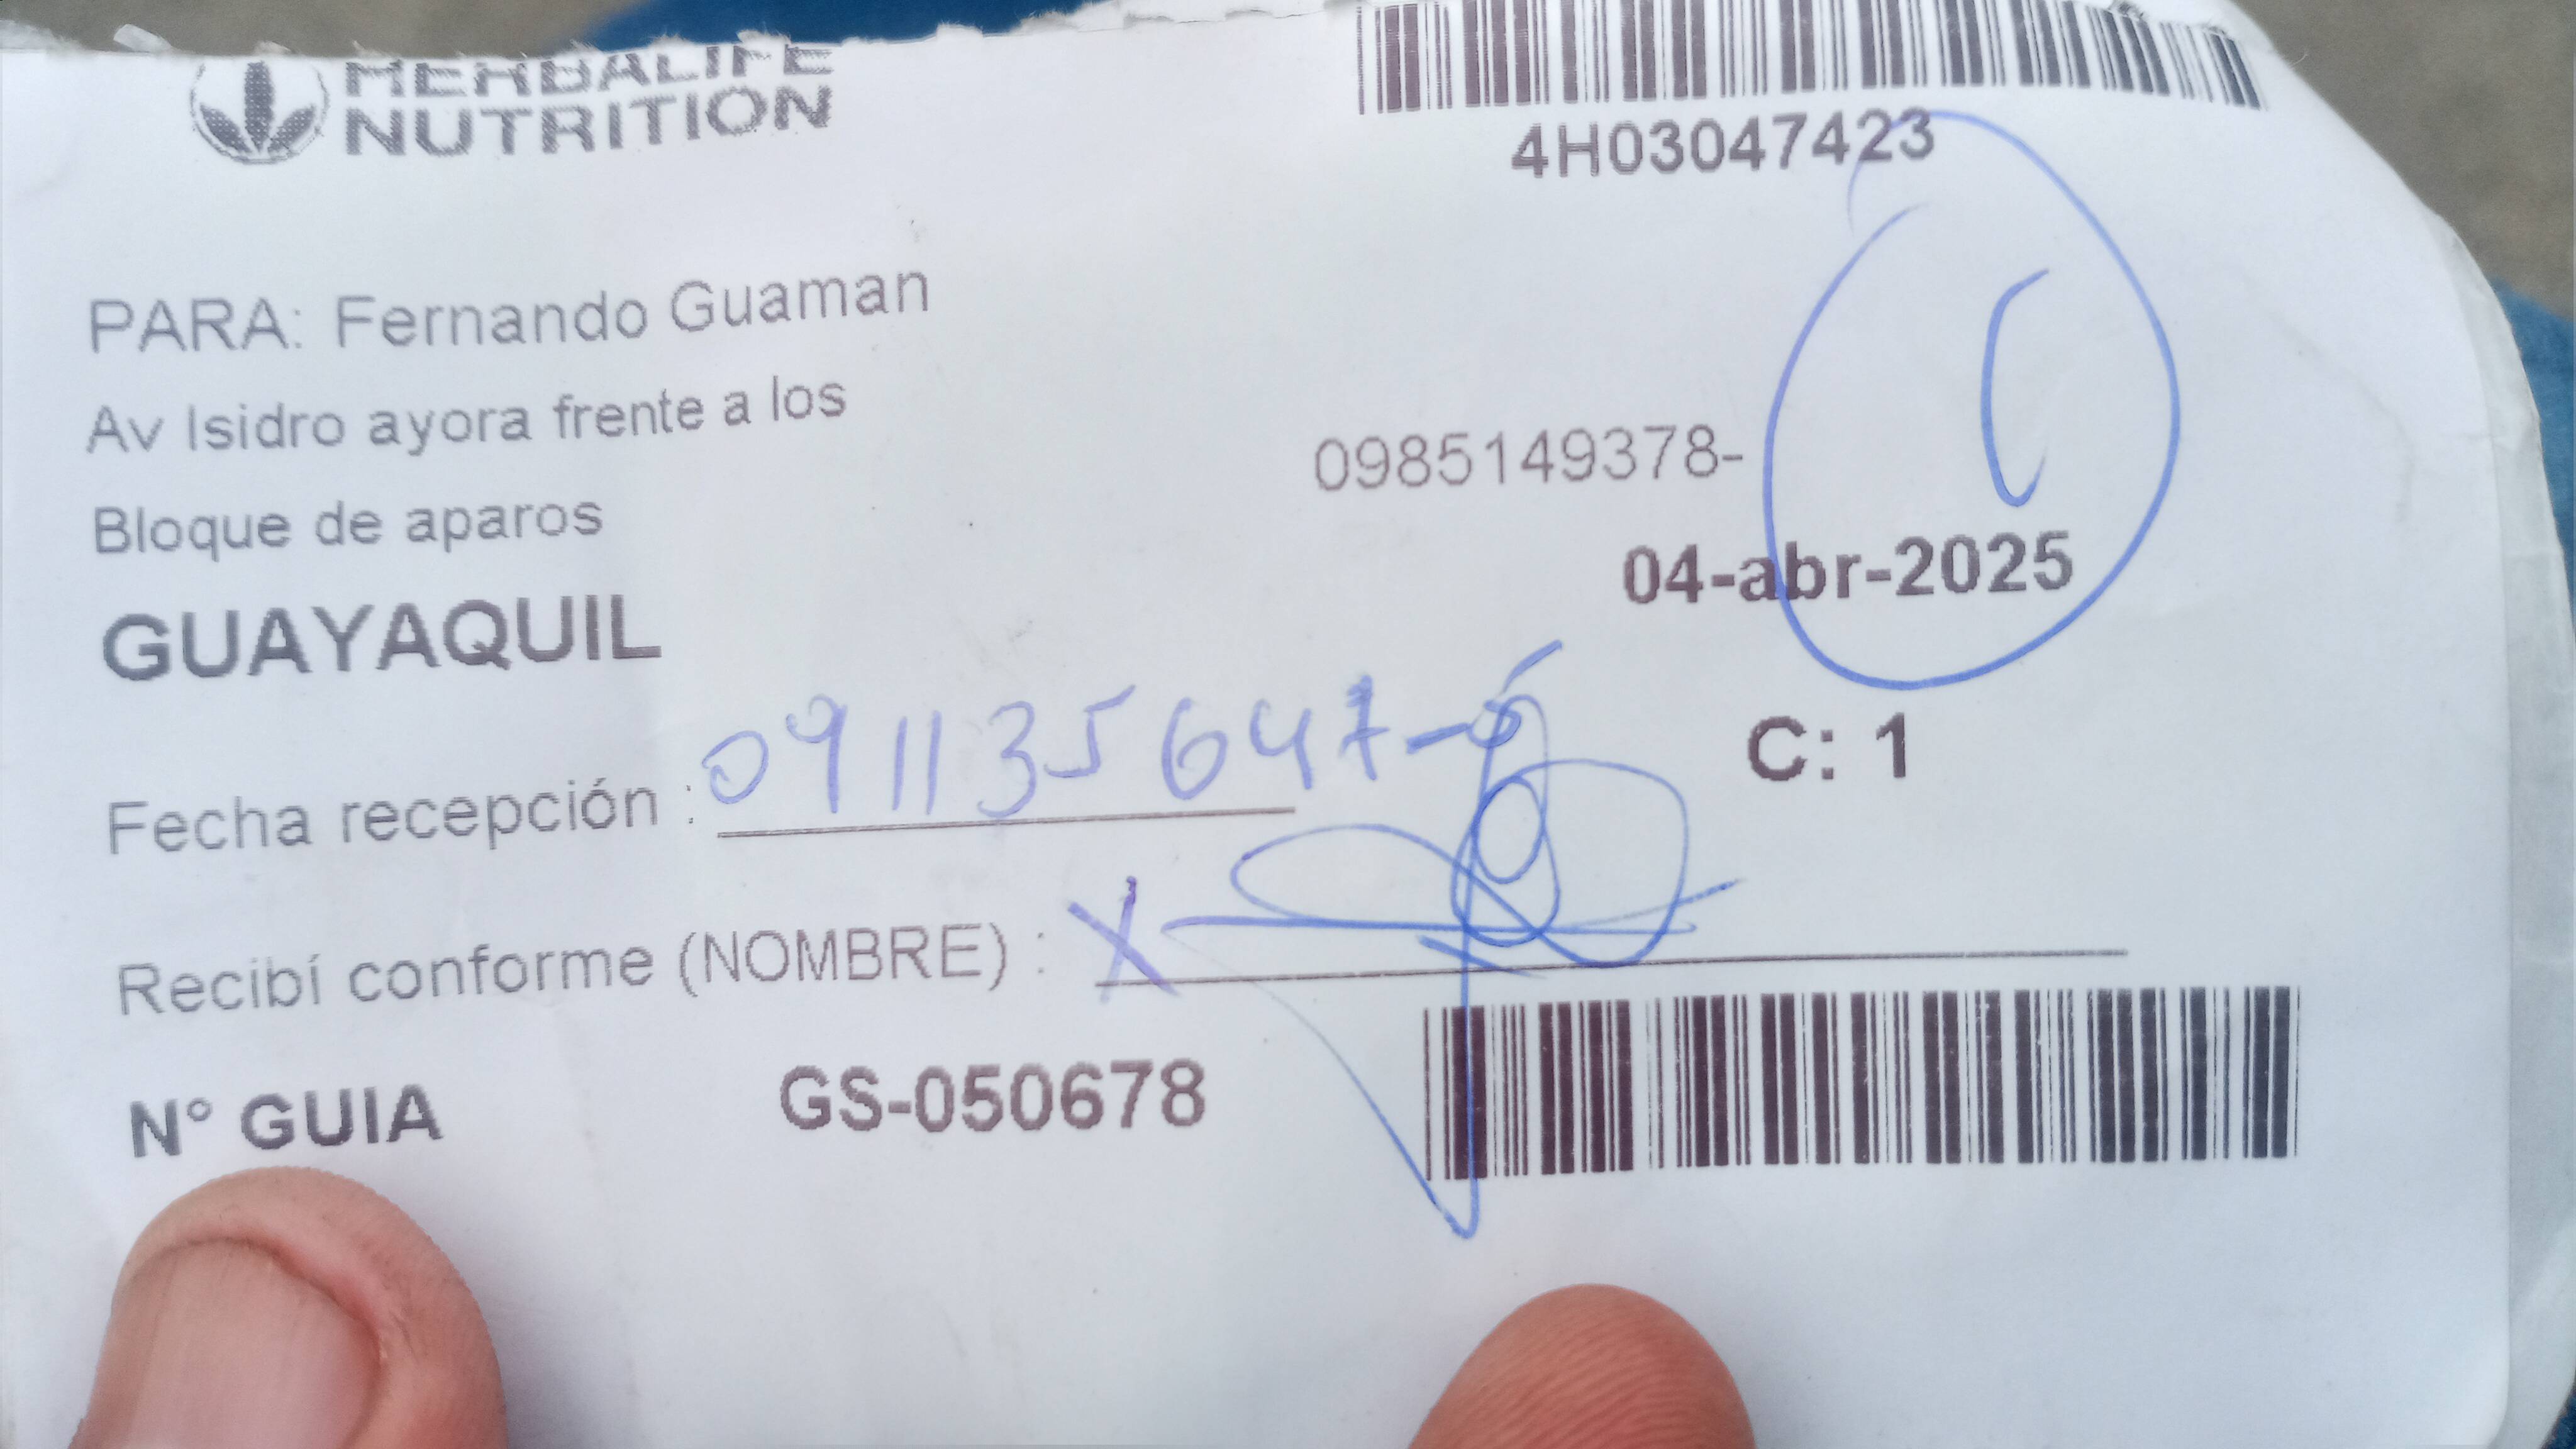 HERBALIFE
NUTRITION
4H03047423
PARA: Fernando Guaman
Av Isidro ayora frente a los
Bloque de aparos
0985149378-
04-abr-2025
GUAYAQUIL
C: 1
Fecha recepción : 091135647-6
Recibí conforme (NOMBRE) : X
N° GUIA GS-050678